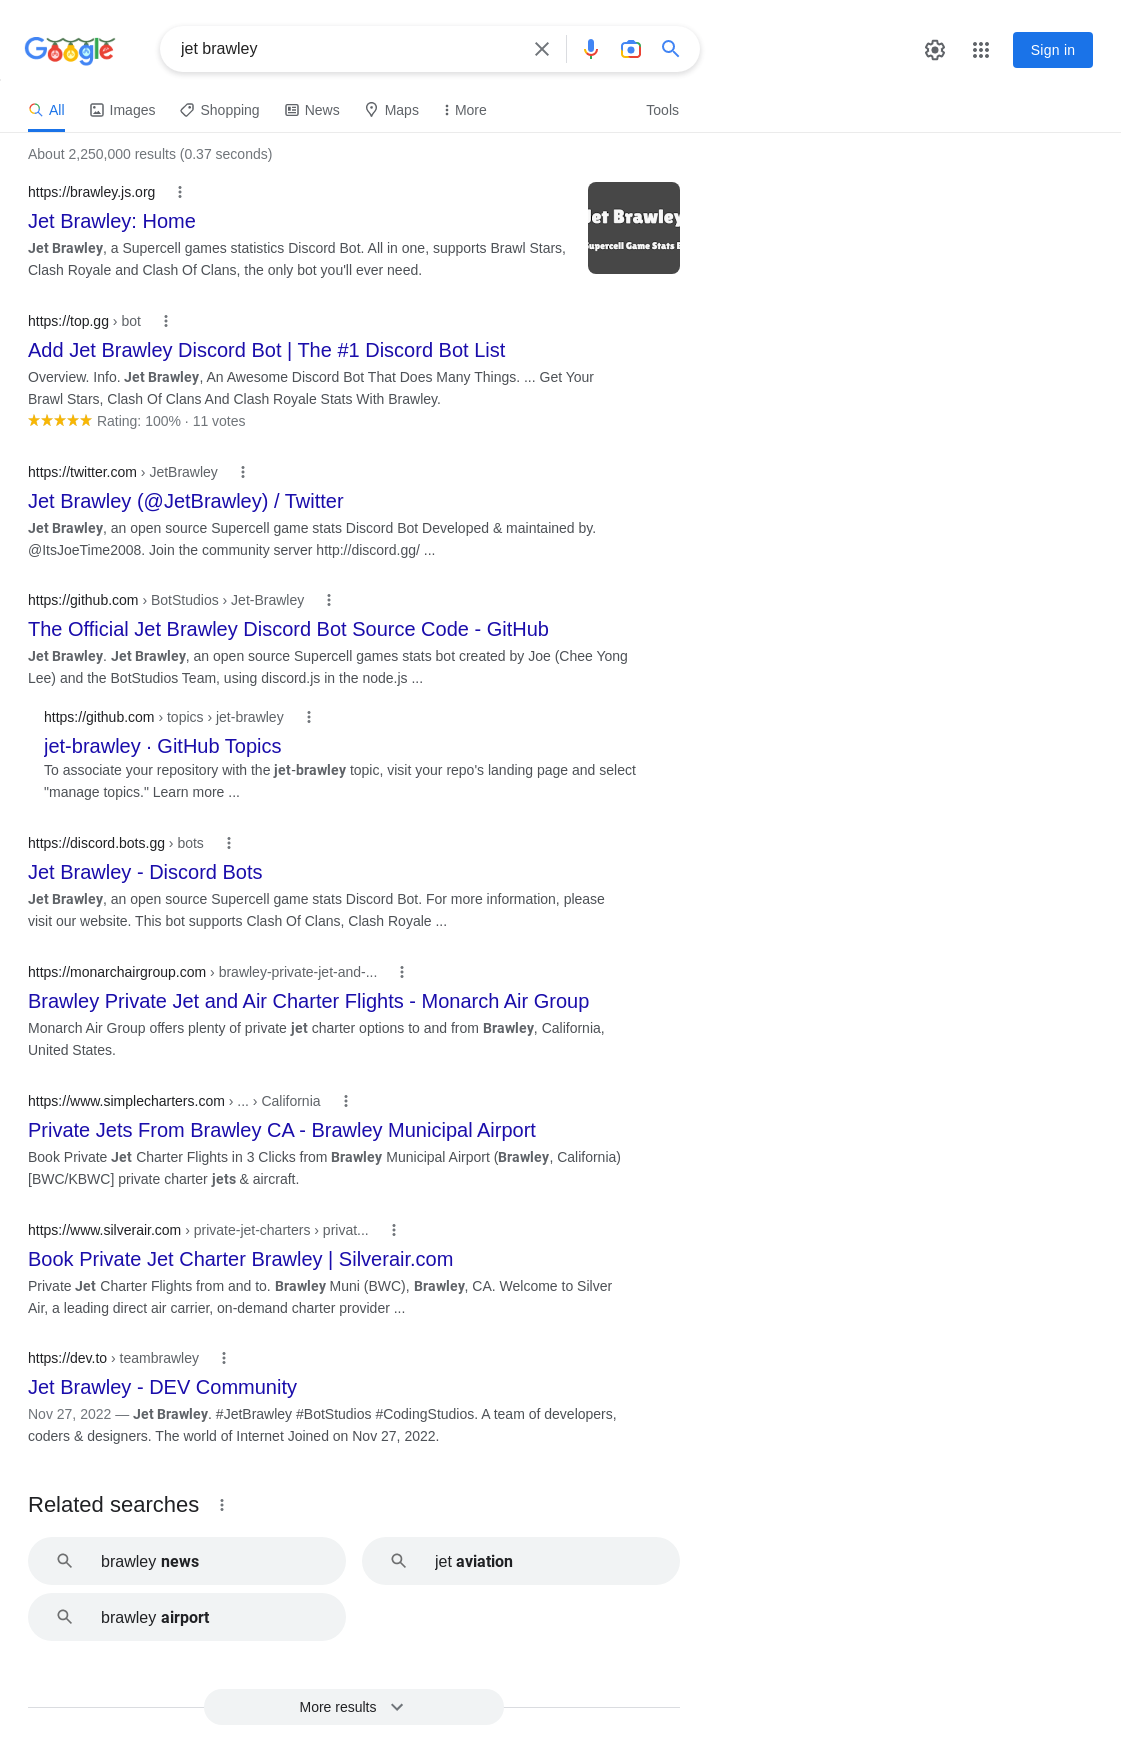 Google
jet brawley
Sign in
All Images Shopping News Maps More Tools
About 2,250,000 results (0.37 seconds)
https://brawley.js.org
Jet Brawley: Home
Jet Brawley, a Supercell games statistics Discord Bot. All in one, supports Brawl Stars,
Clash Royale and Clash Of Clans, the only bot you'll ever need.
Jet Brawley
Supercell Game Stats
https://top.gg › bot
Add Jet Brawley Discord Bot | The #1 Discord Bot List
Overview. Info. Jet Brawley, An Awesome Discord Bot That Does Many Things. ... Get Your
Brawl Stars, Clash Of Clans And Clash Royale Stats With Brawley.
Rating: 100% · 11 votes
https://twitter.com › JetBrawley
Jet Brawley (@JetBrawley) / Twitter
Jet Brawley, an open source Supercell game stats Discord Bot Developed & maintained by.
@ItsJoeTime2008. Join the community server http://discord.gg/ ...
https://github.com › BotStudios › Jet-Brawley
The Official Jet Brawley Discord Bot Source Code - GitHub
Jet Brawley. Jet Brawley, an open source Supercell games stats bot created by Joe (Chee Yong
Lee) and the BotStudios Team, using discord.js in the node.js ...
https://github.com › topics › jet-brawley
jet-brawley · GitHub Topics
To associate your repository with the jet-brawley topic, visit your repo's landing page and select
"manage topics." Learn more ...
https://discord.bots.gg › bots
Jet Brawley - Discord Bots
Jet Brawley, an open source Supercell game stats Discord Bot. For more information, please
visit our website. This bot supports Clash Of Clans, Clash Royale ...
https://monarchairgroup.com › brawley-private-jet-and-...
Brawley Private Jet and Air Charter Flights - Monarch Air Group
Monarch Air Group offers plenty of private jet charter options to and from Brawley, California,
United States.
https://www.simplecharters.com › ... › California
Private Jets From Brawley CA - Brawley Municipal Airport
Book Private Jet Charter Flights in 3 Clicks from Brawley Municipal Airport (Brawley, California)
[BWC/KBWC] private charter jets & aircraft.
https://www.silverair.com › private-jet-charters › privat...
Book Private Jet Charter Brawley | Silverair.com
Private Jet Charter Flights from and to. Brawley Muni (BWC), Brawley, CA. Welcome to Silver
Air, a leading direct air carrier, on-demand charter provider ...
https://dev.to › teambrawley
Jet Brawley - DEV Community
Nov 27, 2022 — Jet Brawley. #JetBrawley #BotStudios #CodingStudios. A team of developers,
coders & designers. The world of Internet Joined on Nov 27, 2022.
Related searches
brawley news
jet aviation
brawley airport
More results